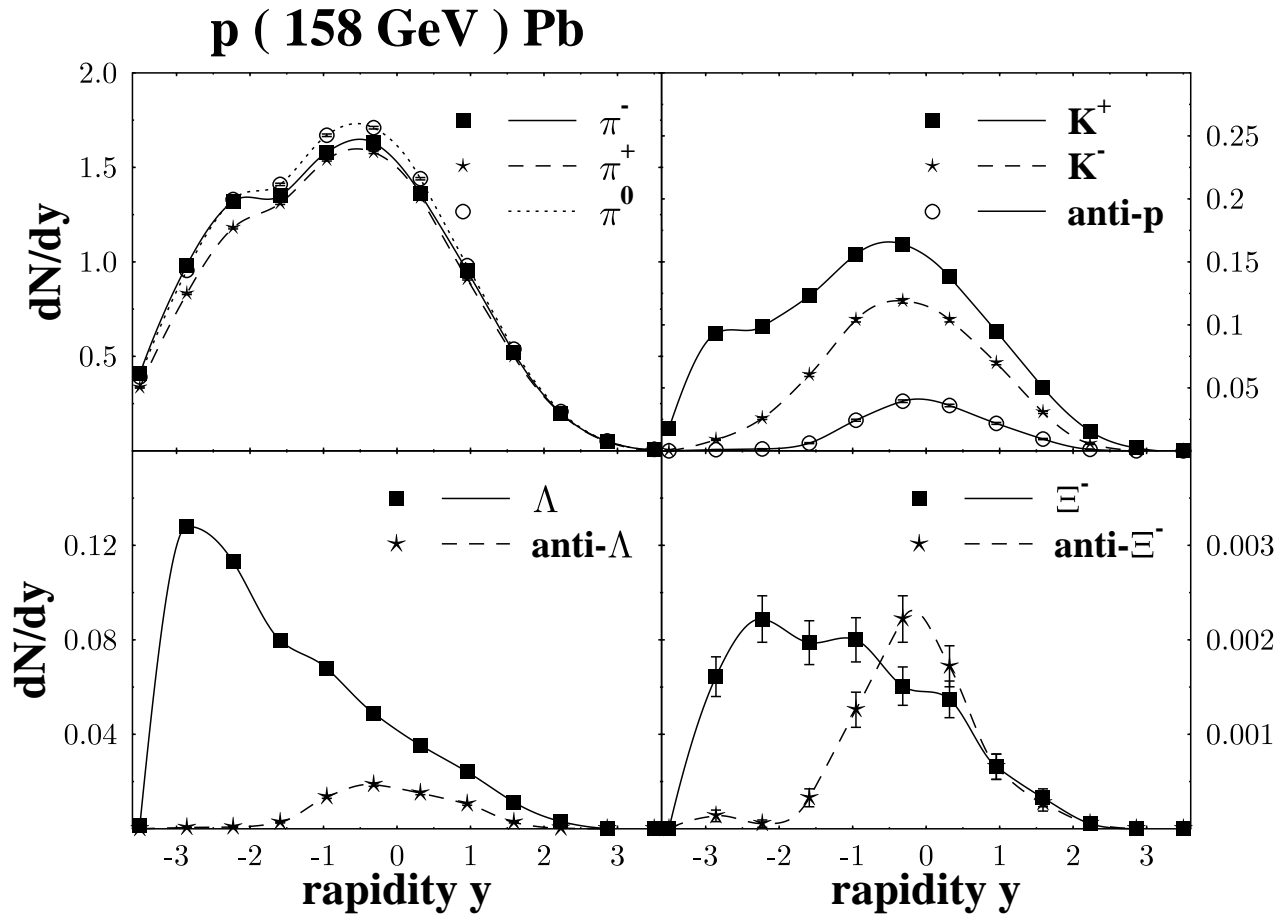 p ( 158 GeV ) Pb
2.0
1.5
1.0
0.5
dN/dy
π⁻
π⁺
π⁰
K⁺
K⁻
anti-p
0.25
0.2
0.15
0.1
0.05
0.12
0.08
0.04
dN/dy
Λ
anti-Λ
Ξ⁻
anti-Ξ⁻
0.003
0.002
0.001
-3 -2 -1 0 1 2 3
-3 -2 -1 0 1 2 3
rapidity y
rapidity y